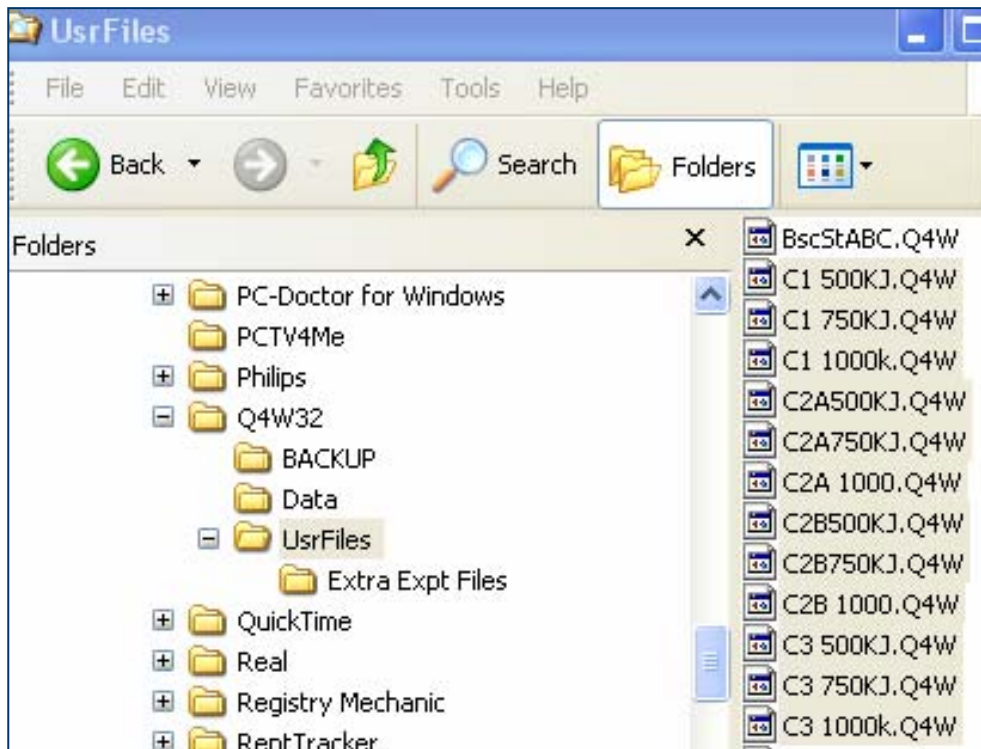 UsrFiles
File Edit View Favorites Tools Help
Back Search Folders
Folders
PC-Doctor for Windows
PCTV4Me
Philips
Q4W32
BACKUP
Data
UsrFiles
Extra Expt Files
QuickTime
Real
Registry Mechanic
RentTracker
BscStABC.Q4W
C1 500KJ.Q4W
C1 750KJ.Q4W
C1 1000k.Q4W
C2A500KJ.Q4W
C2A750KJ.Q4W
C2A 1000.Q4W
C2B500KJ.Q4W
C2B750KJ.Q4W
C2B 1000.Q4W
C3 500KJ.Q4W
C3 750KJ.Q4W
C3 1000k.Q4W